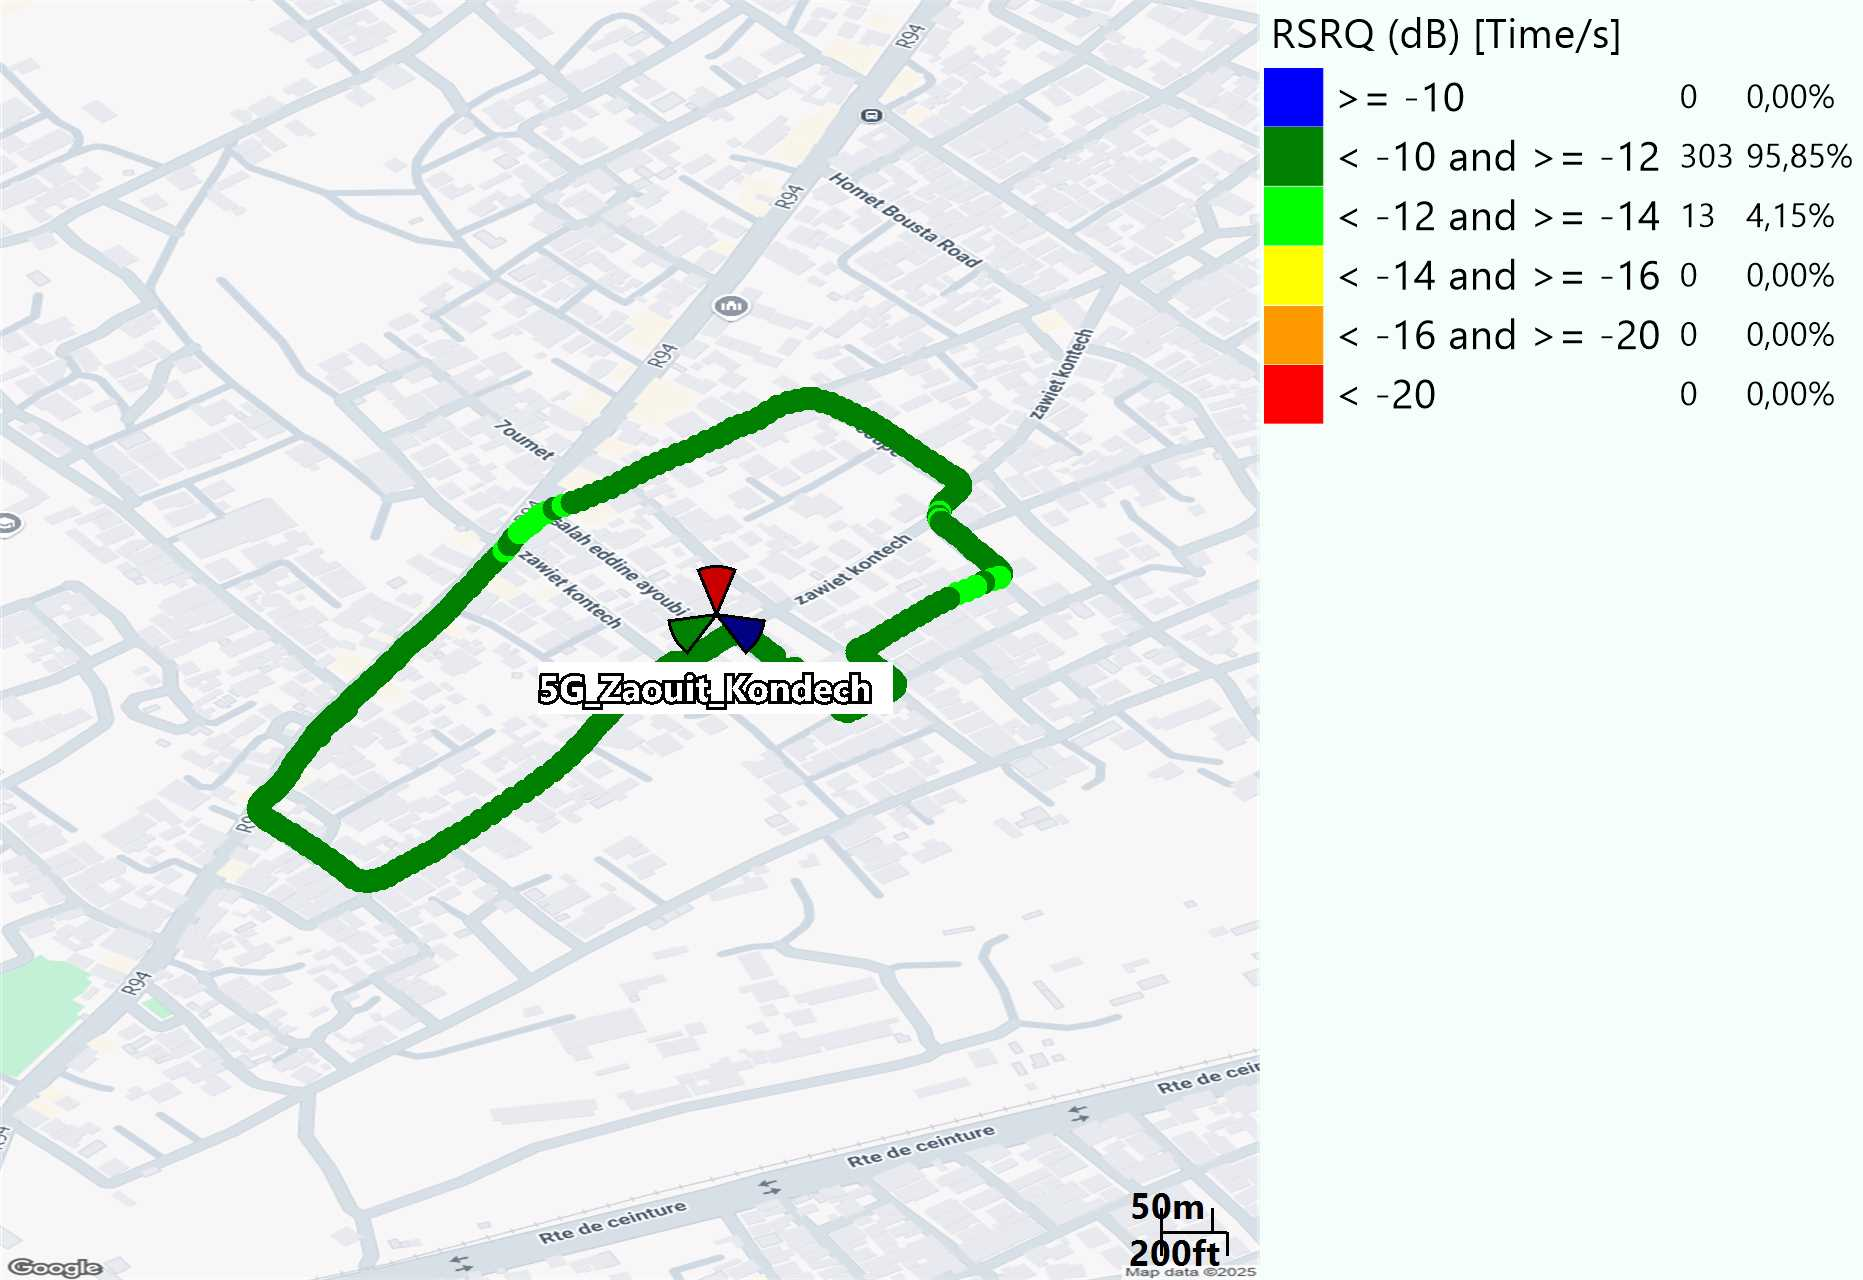 RSRQ (dB) [Time/s]
>= -10 0 0,00%
< -10 and >= -12 303 95,85%
< -12 and >= -14 13 4,15%
< -14 and >= -16 0 0,00%
< -16 and >= -20 0 0,00%
< -20 0 0,00%
R94
Homet Bousta Road
R94
R94
zawiet kontech
7oumet
salah eddine ayoubi
zawiet kontech
zawiet kontech
5G_Zaouit_Kondech
R94
Rte de ceinture
Rte de ceinture
50m
200ft
Google
Map data ©2025